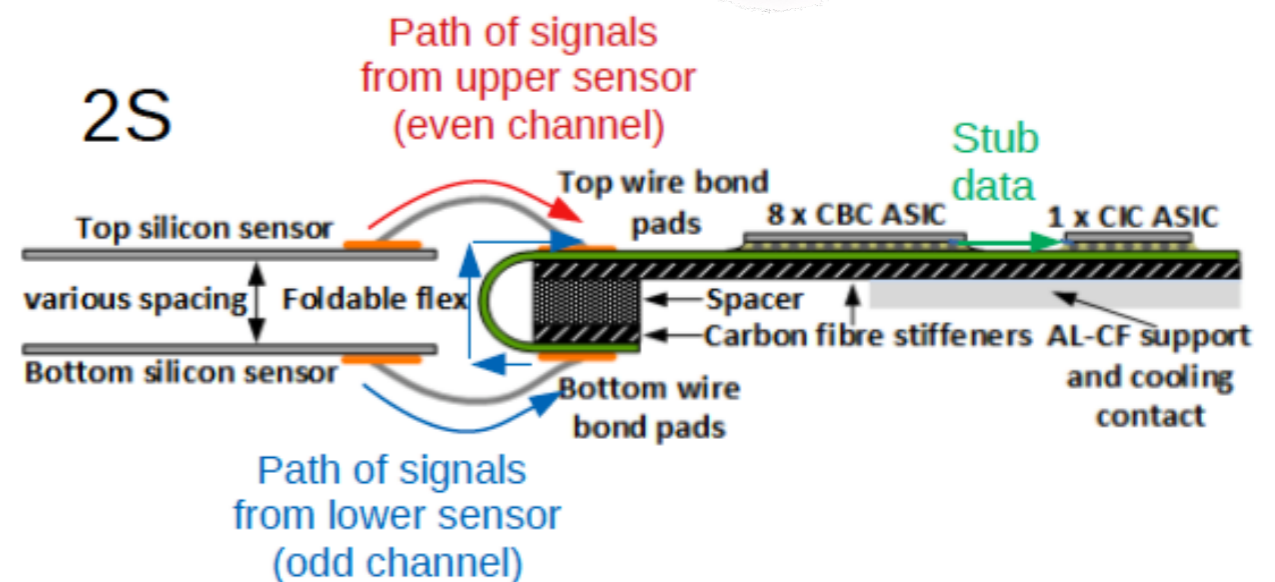 Path of signals
from upper sensor
(even channel)
2S
Stub
data
Top wire bond
pads
8 x CBC ASIC
1 x CIC ASIC
Top silicon sensor
various spacing
Foldable flex
Spacer
Carbon fibre stiffeners
AL-CF support
and cooling
contact
Bottom silicon sensor
Bottom wire
bond pads
Path of signals
from lower sensor
(odd channel)